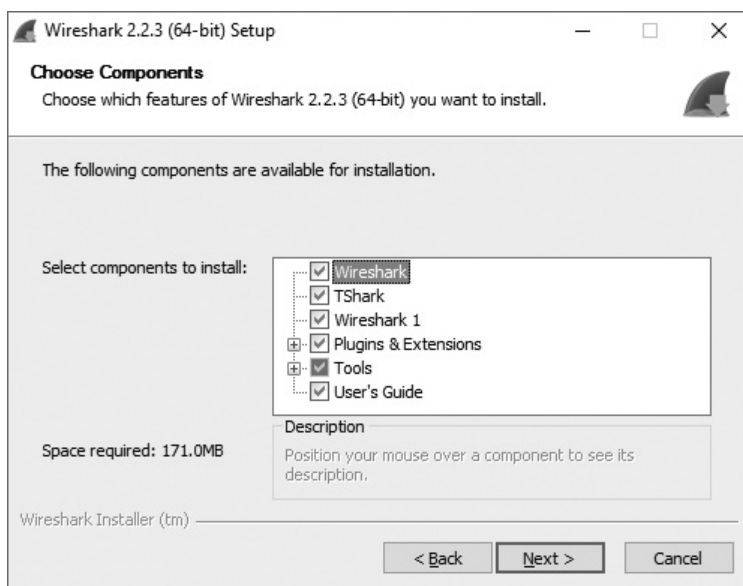 Wireshark 2.2.3 (64-bit) Setup
Choose Components
Choose which features of Wireshark 2.2.3 (64-bit) you want to install.
The following components are available for installation.
Select components to install:
Wireshark
TShark
Wireshark 1
Plugins & Extensions
Tools
User's Guide
Space required: 171.0MB
Description
Position your mouse over a component to see its
description.
Wireshark Installer (tm)
< Back
Next >
Cancel